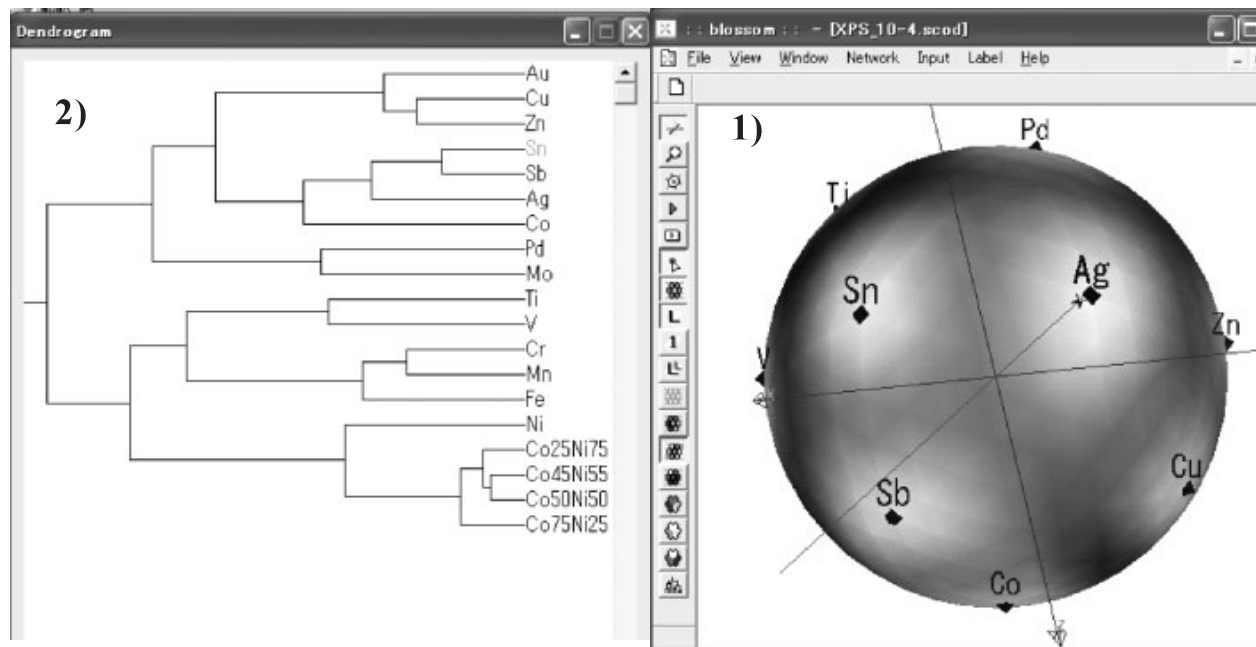 Dendrogram
2)
Au
Cu
Zn
Sn
Sb
Ag
Co
Pd
Mo
Ti
V
Cr
Mn
Fe
Ni
Co25Ni75
Co45Ni55
Co50Ni50
Co75Ni25
:: blossom :: - [XPS_10-4.scod]
File View Window Network Input Label Help
1)
Pd
Ti
Ag
Sn
Zn
V
Cu
Sb
Co
L
1